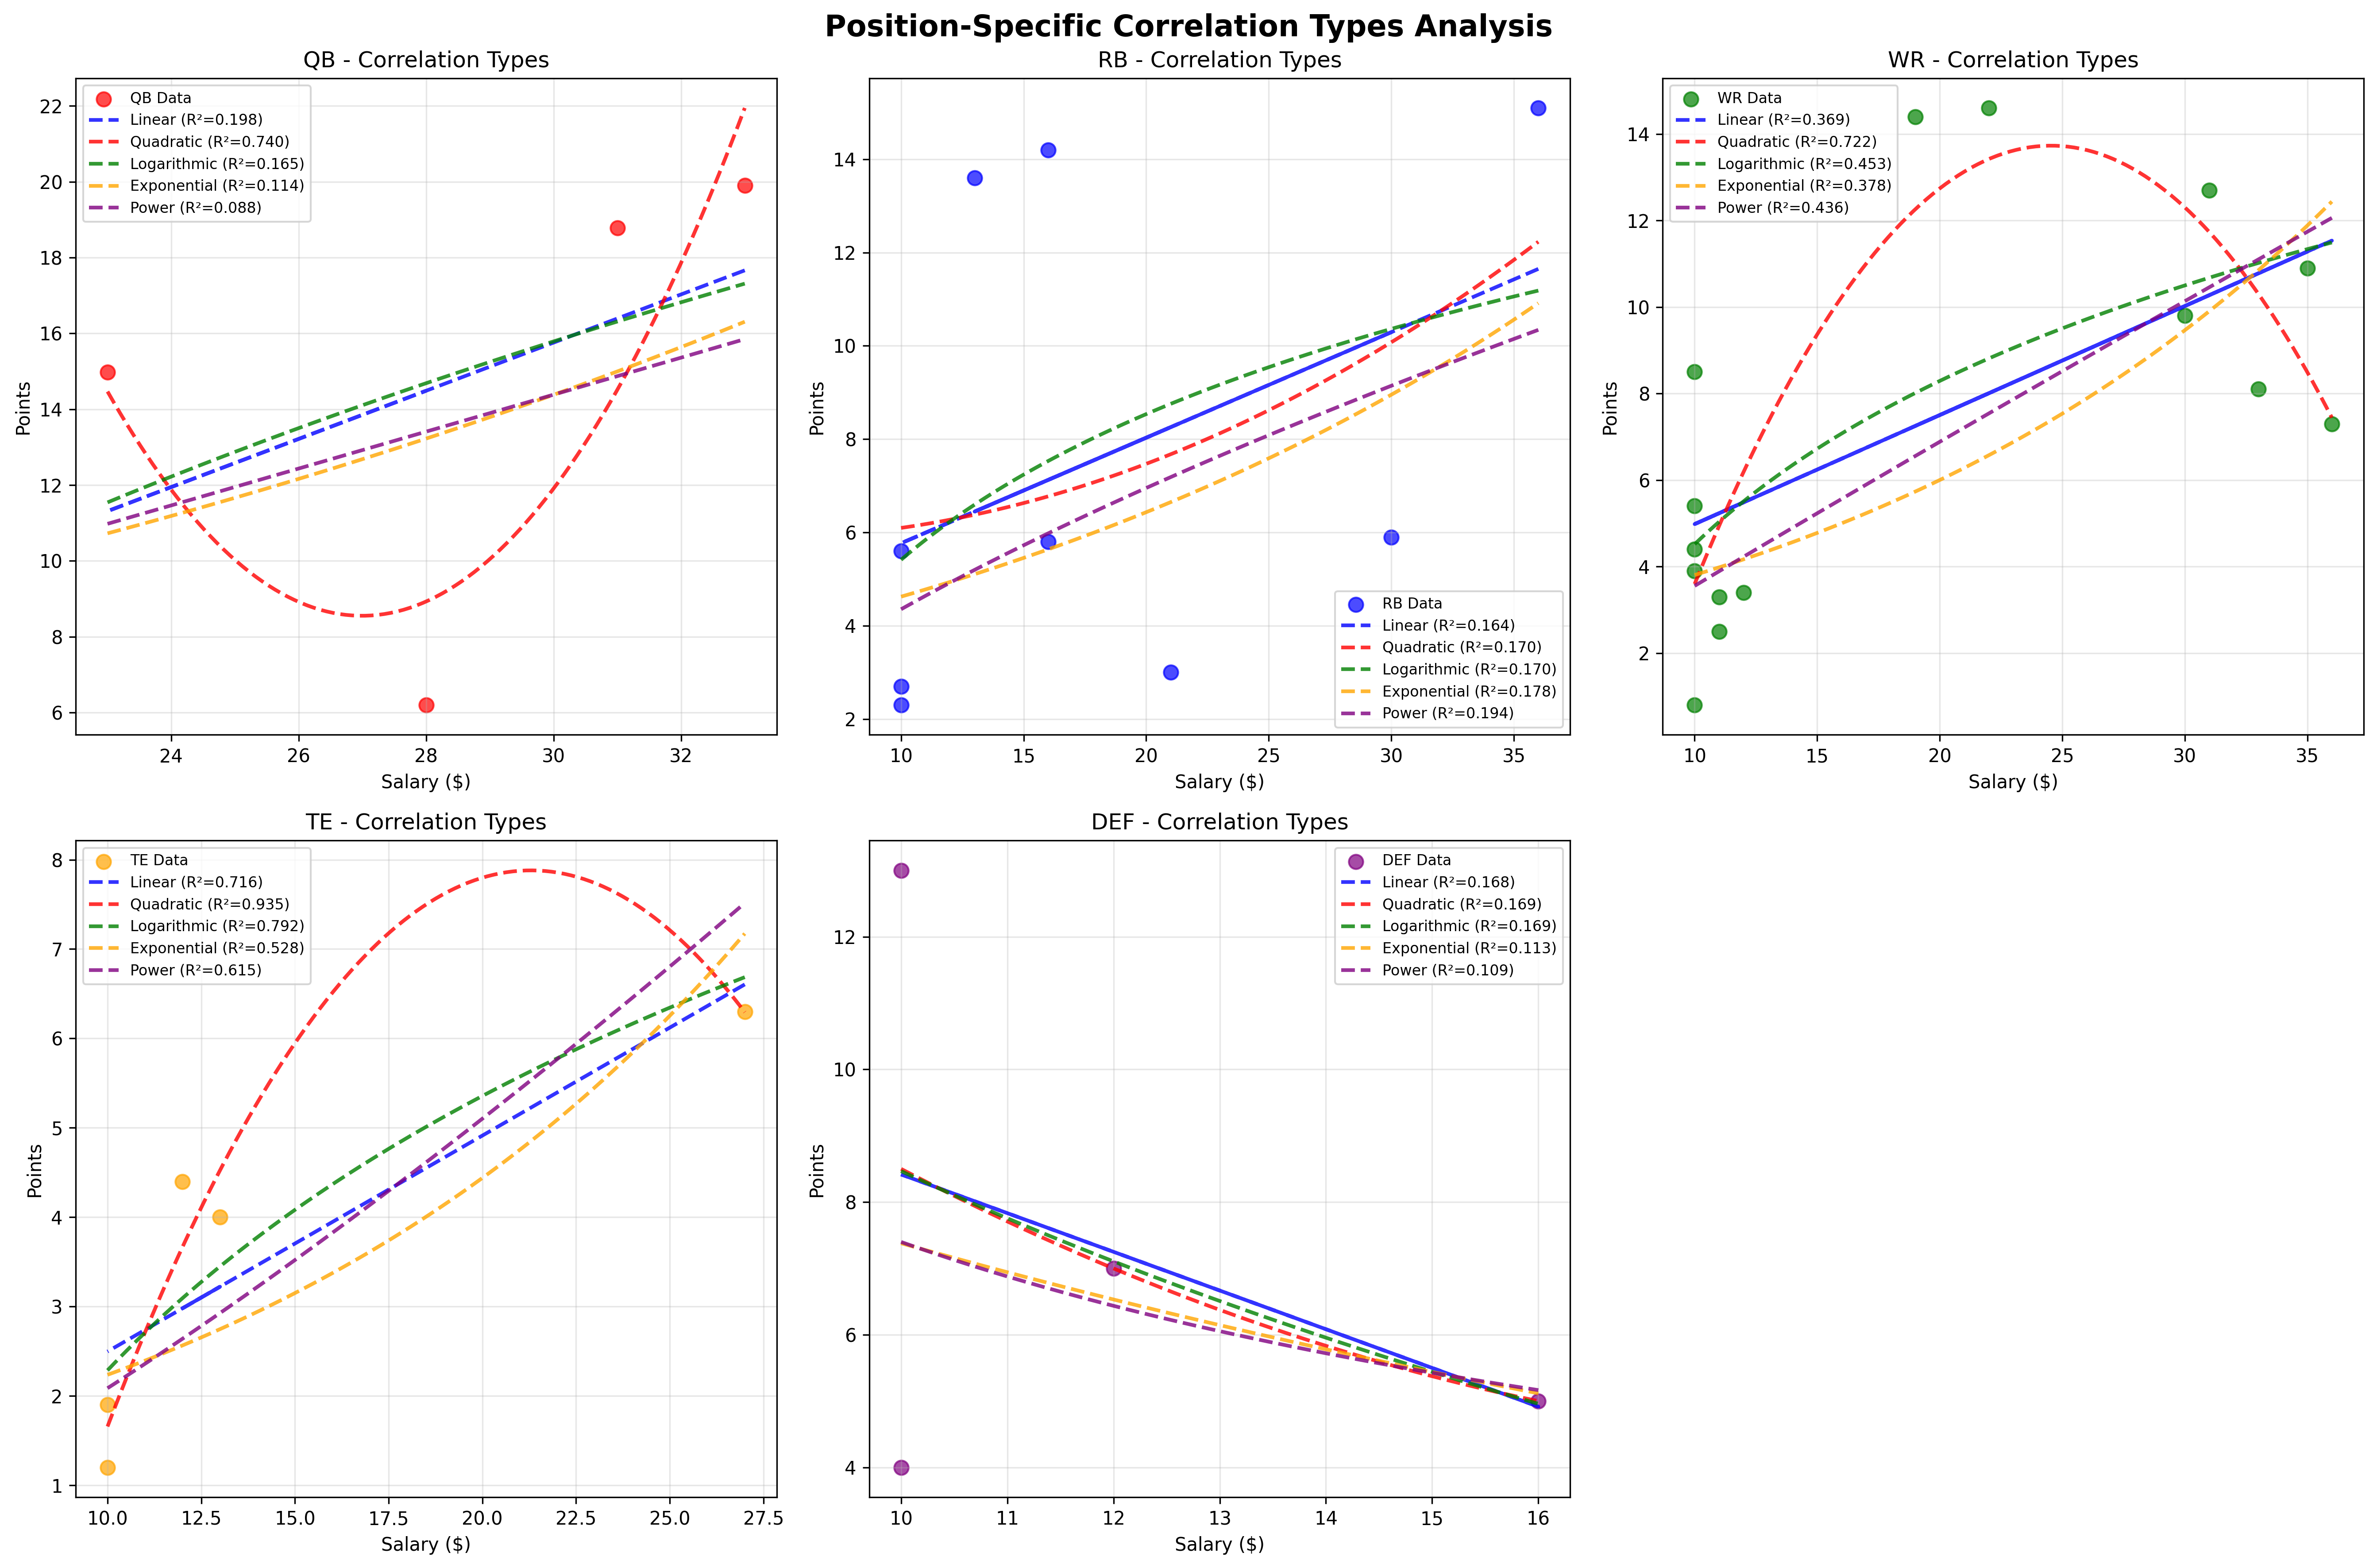 Position-Specific Correlation Types Analysis
QB - Correlation Types
QB Data
Linear (R²=0.198)
Quadratic (R²=0.740)
Logarithmic (R²=0.165)
Exponential (R²=0.114)
Power (R²=0.088)
22
20
18
16
14
12
10
8
6
Points
24 26 28 30 32
Salary ($)
RB - Correlation Types
14
12
10
8
6
4
2
Points
RB Data
Linear (R²=0.164)
Quadratic (R²=0.170)
Logarithmic (R²=0.170)
Exponential (R²=0.178)
Power (R²=0.194)
10 15 20 25 30 35
Salary ($)
WR - Correlation Types
WR Data
Linear (R²=0.369)
Quadratic (R²=0.722)
Logarithmic (R²=0.453)
Exponential (R²=0.378)
Power (R²=0.436)
14
12
10
8
6
4
2
Points
10 15 20 25 30 35
Salary ($)
TE - Correlation Types
TE Data
Linear (R²=0.716)
Quadratic (R²=0.935)
Logarithmic (R²=0.792)
Exponential (R²=0.528)
Power (R²=0.615)
8
7
6
5
4
3
2
1
Points
10.0 12.5 15.0 17.5 20.0 22.5 25.0 27.5
Salary ($)
DEF - Correlation Types
DEF Data
Linear (R²=0.168)
Quadratic (R²=0.169)
Logarithmic (R²=0.169)
Exponential (R²=0.113)
Power (R²=0.109)
12
10
8
6
4
Points
10 11 12 13 14 15 16
Salary ($)